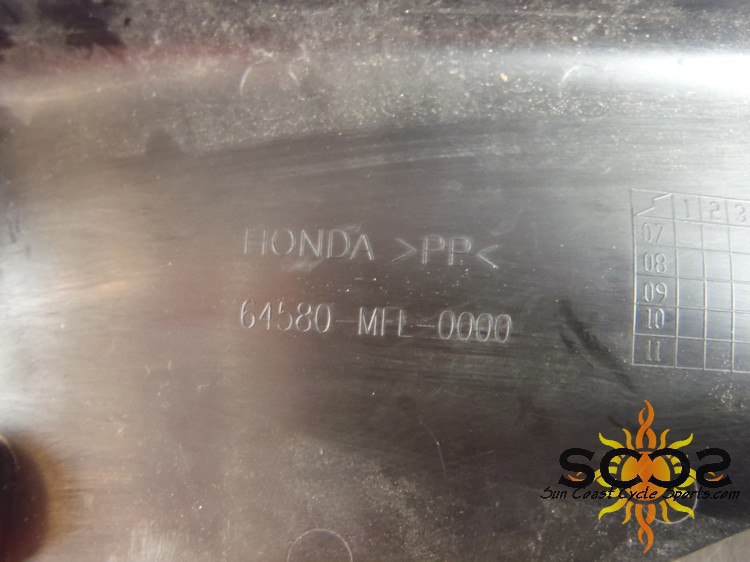 HONDA >PP<
64580-MFL-0000
1 2 3
07
08
09
10
11
SCCS
Sun Coast Cycle Sports.com